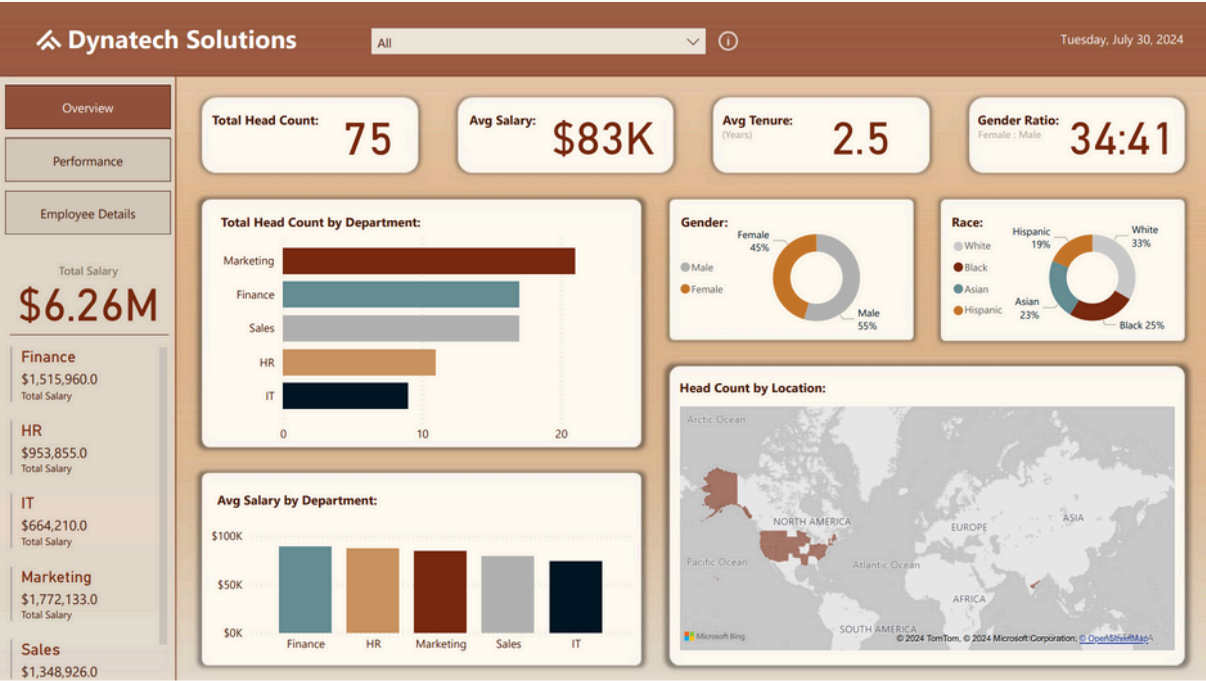 Dynatech Solutions
All
Tuesday, July 30, 2024
Overview
Performance
Employee Details
Total Salary
$6.26M
Finance
$1,515,960.0
Total Salary
HR
$953,855.0
Total Salary
IT
$664,210.0
Total Salary
Marketing
$1,772,133.0
Total Salary
Sales
$1,348,926.0
Total Head Count:
75
Avg Salary:
$83K
Avg Tenure:
(Years)
2.5
Gender Ratio:
Female : Male
34:41
Total Head Count by Department:
Marketing
Finance
Sales
HR
IT
0 10 20
Gender:
Male
Female
Female
45%
Male
55%
Race:
White
Black
Asian
Hispanic
Hispanic
19%
White
33%
Asian
23%
Black 25%
Avg Salary by Department:
$100K
$50K
$0K
Finance HR Marketing Sales IT
Head Count by Location:
Arctic Ocean
NORTH AMERICA
EUROPE
ASIA
Pacific Ocean
Atlantic Ocean
AFRICA
SOUTH AMERICA
Microsoft Bing
© 2024 TomTom, © 2024 Microsoft Corporation, © OpenStreetMap